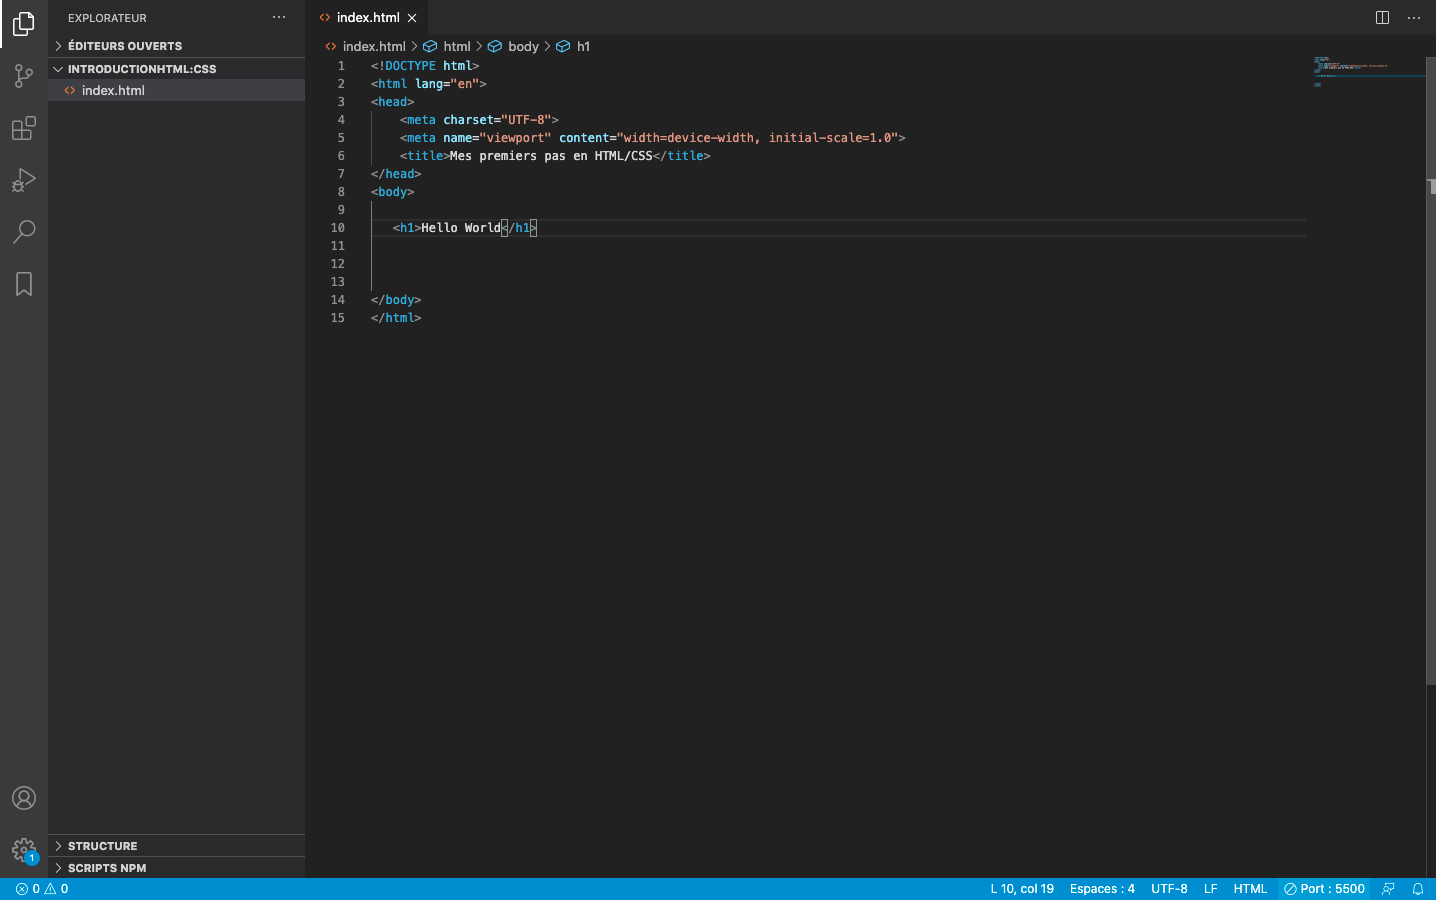 EXPLORATEUR
ÉDITEURS OUVERTS
INTRODUCTIONHTML:CSS
index.html
STRUCTURE
SCRIPTS NPM
index.html
index.html > html > body > h1
1 <!DOCTYPE html>
2 <html lang="en">
3 <head>
4 <meta charset="UTF-8">
5 <meta name="viewport" content="width=device-width, initial-scale=1.0">
6 <title>Mes premiers pas en HTML/CSS</title>
7 </head>
8 <body>
9
10 <h1>Hello World</h1>
11
12
13
14 </body>
15 </html>
1
0 0 L 10, col 19 Espaces : 4 UTF-8 LF HTML Port : 5500